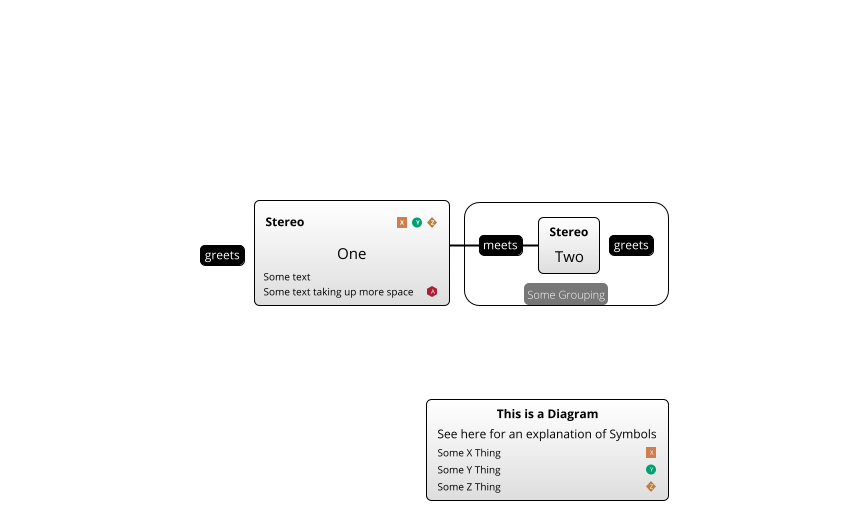 Stereo X Y Z
One
Some text
Some text taking up more space A
greets
meets
Stereo
Two
greets
Some Grouping
This is a Diagram
See here for an explanation of Symbols
Some X Thing X
Some Y Thing Y
Some Z Thing Z